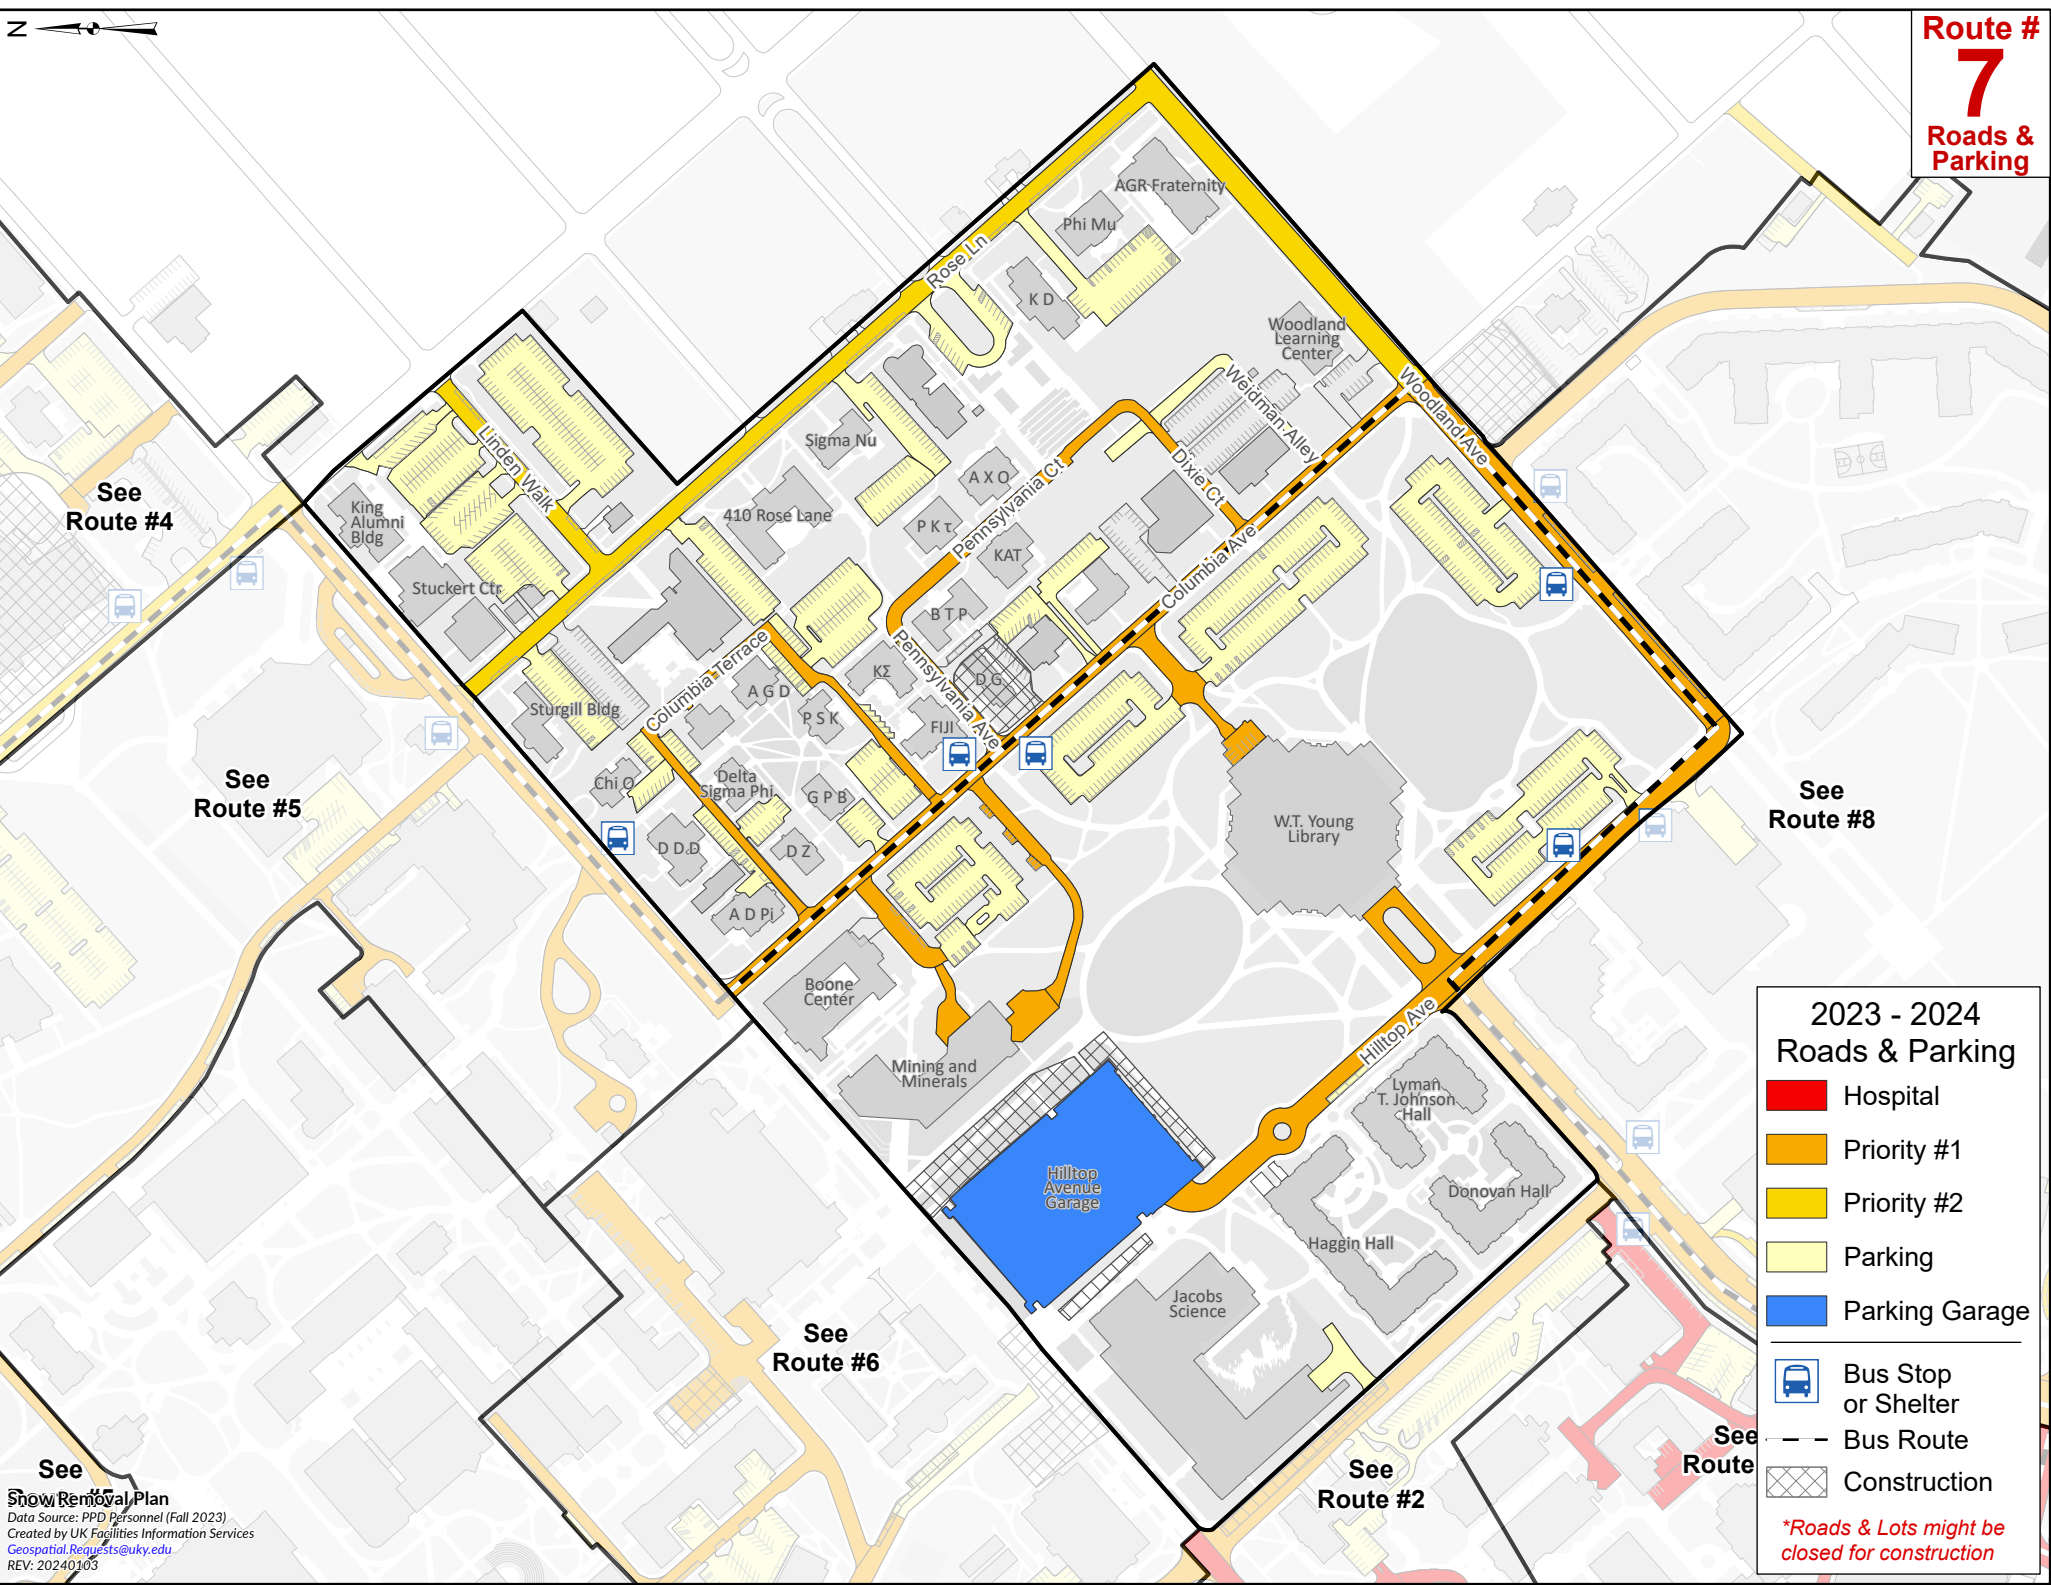 N
Route #
7
Roads &
Parking
AGR Fraternity
Phi Mu
Rose Ln
K D
Woodland
Learning
Center
Woodland Ave
Weidman Alley
Linden Walk
Sigma Nu
A X O
Pennsylvania Ct
Dixie Ct
See
Route #4
King
Alumni
Bldg
410 Rose Lane
P K τ
KAT
Columbia Ave
Stuckert Ctr
B T P
Pennsylvania Ave
Columbia Terrace
KΣ
D G
A G D
Sturgill Bldg
P S K
FIJI
See
Route #5
Chi O
Delta
Sigma Phi
G P B
See
Route #8
W.T. Young
Library
D D D
D Z
A D Pi
Boone
Center
Hilltop Ave
Mining and
Minerals
Lyman
T. Johnson
Hall
Hilltop
Avenue
Garage
Donovan Hall
Haggin Hall
Jacobs
Science
See
Route #6
See
Route #2
See
Route
See
Route #5
2023 - 2024
Roads & Parking
Hospital
Priority #1
Priority #2
Parking
Parking Garage
Bus Stop
or Shelter
Bus Route
Construction
*Roads & Lots might be
closed for construction
Snow Removal Plan
Data Source: PPD Personnel (Fall 2023)
Created by UK Facilities Information Services
Geospatial.Requests@uky.edu
REV: 20240103